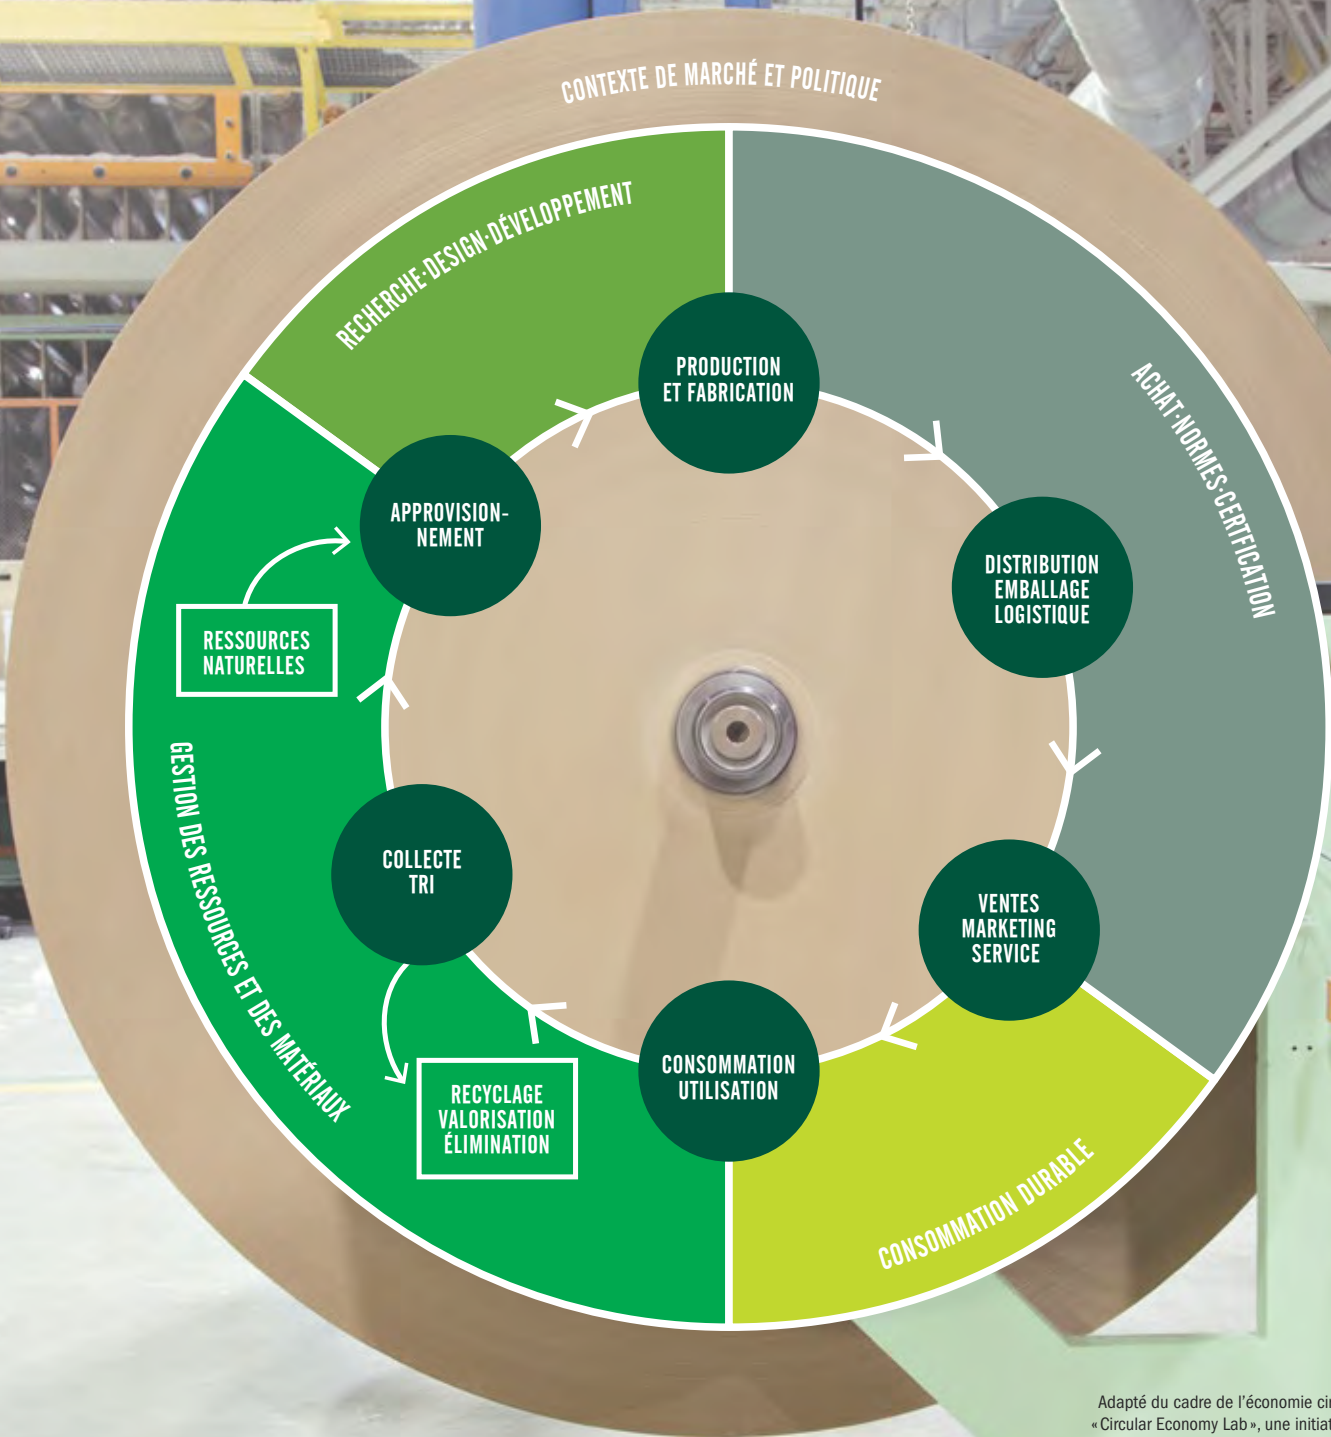 CONTEXTE DE MARCHÉ ET POLITIQUE
RECHERCHE·DESIGN·DÉVELOPPEMENT
ACHAT·NORMES·CERTFICATION
PRODUCTION
ET FABRICATION
APPROVISION-
NEMENT
DISTRIBUTION
EMBALLAGE
LOGISTIQUE
RESSOURCES
NATURELLES
GESTION DES RESSOURCES ET DES MATÉRIAUX
COLLECTE
TRI
VENTES
MARKETING
SERVICE
CONSOMMATION
UTILISATION
RECYCLAGE
VALORISATION
ÉLIMINATION
CONSOMMATION DURABLE
Adapté du cadre de l'économie
«Circular Economy Lab», une